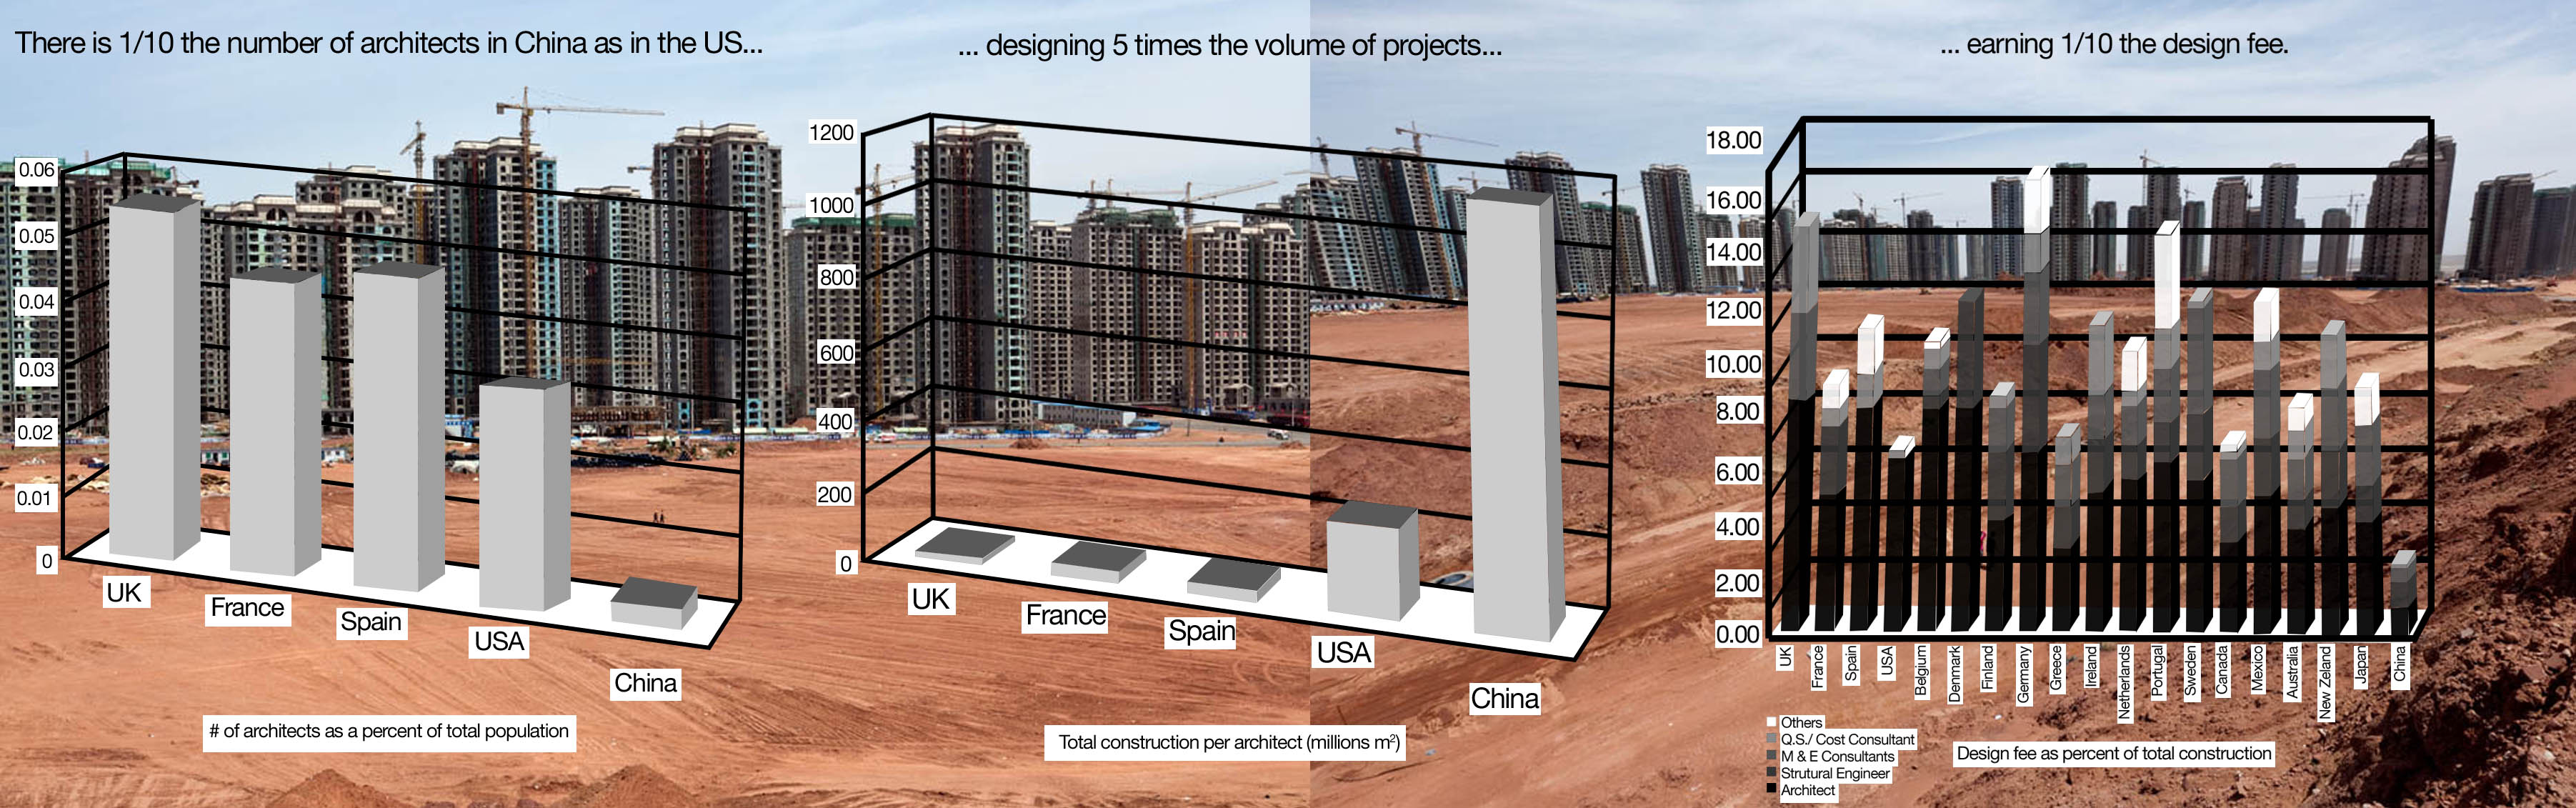 There is 1/10 the number of architects in China as in the US...
0.06
0.05
0.04
0.03
0.02
0.01
0
UK
France
Spain
USA
China
# of architects as a percent of total population
... designing 5 times the volume of projects...
1200
1000
800
600
400
200
0
UK
France
Spain
USA
China
Total construction per architect (millions m²)
... earning 1/10 the design fee.
18.00
16.00
14.00
12.00
10.00
8.00
6.00
4.00
2.00
0.00
UK
France
Spain
USA
Belgium
Denmark
Finland
Germany
Greece
Ireland
Netherlands
Portugal
Sweden
Canada
Mexico
Australia
New Zeland
Japan
China
Others
Q.S./ Cost Consultant
M & E Consultants
Strutural Engineer
Architect
Design fee as percent of total construction